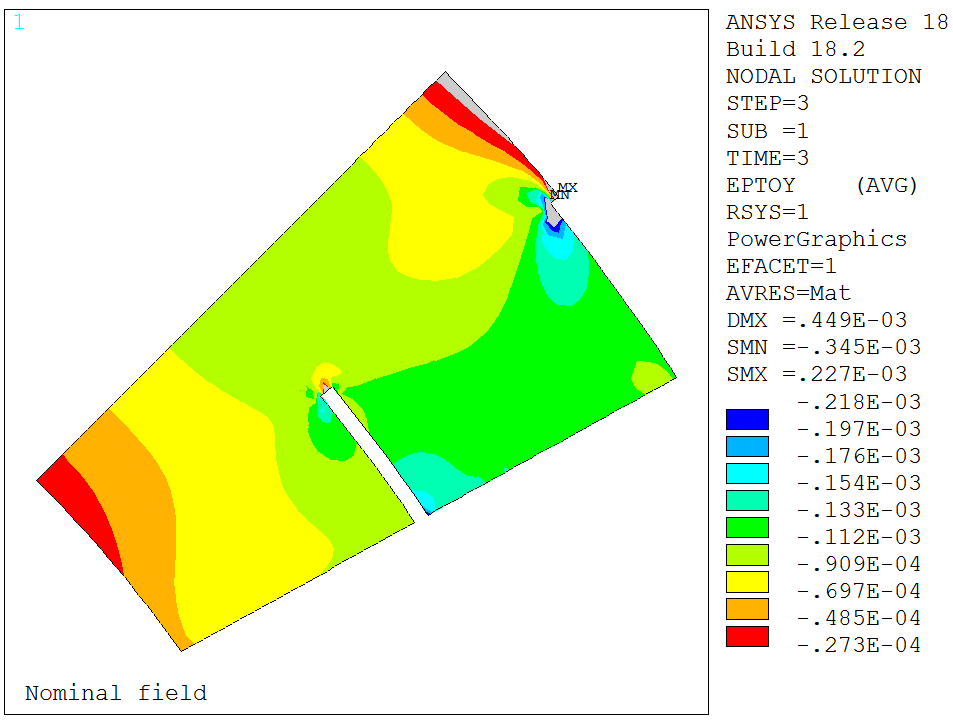 1
ANSYS Release 18
Build 18.2
NODAL SOLUTION
STEP=3
SUB =1
TIME=3
EPTOY (AVG)
RSYS=1
PowerGraphics
EFACET=1
AVRES=Mat
DMX =.449E-03
SMN =-.345E-03
SMX =.227E-03
-.218E-03
-.197E-03
-.176E-03
-.154E-03
-.133E-03
-.112E-03
-.909E-04
-.697E-04
-.485E-04
-.273E-04
MX
MN
Nominal field